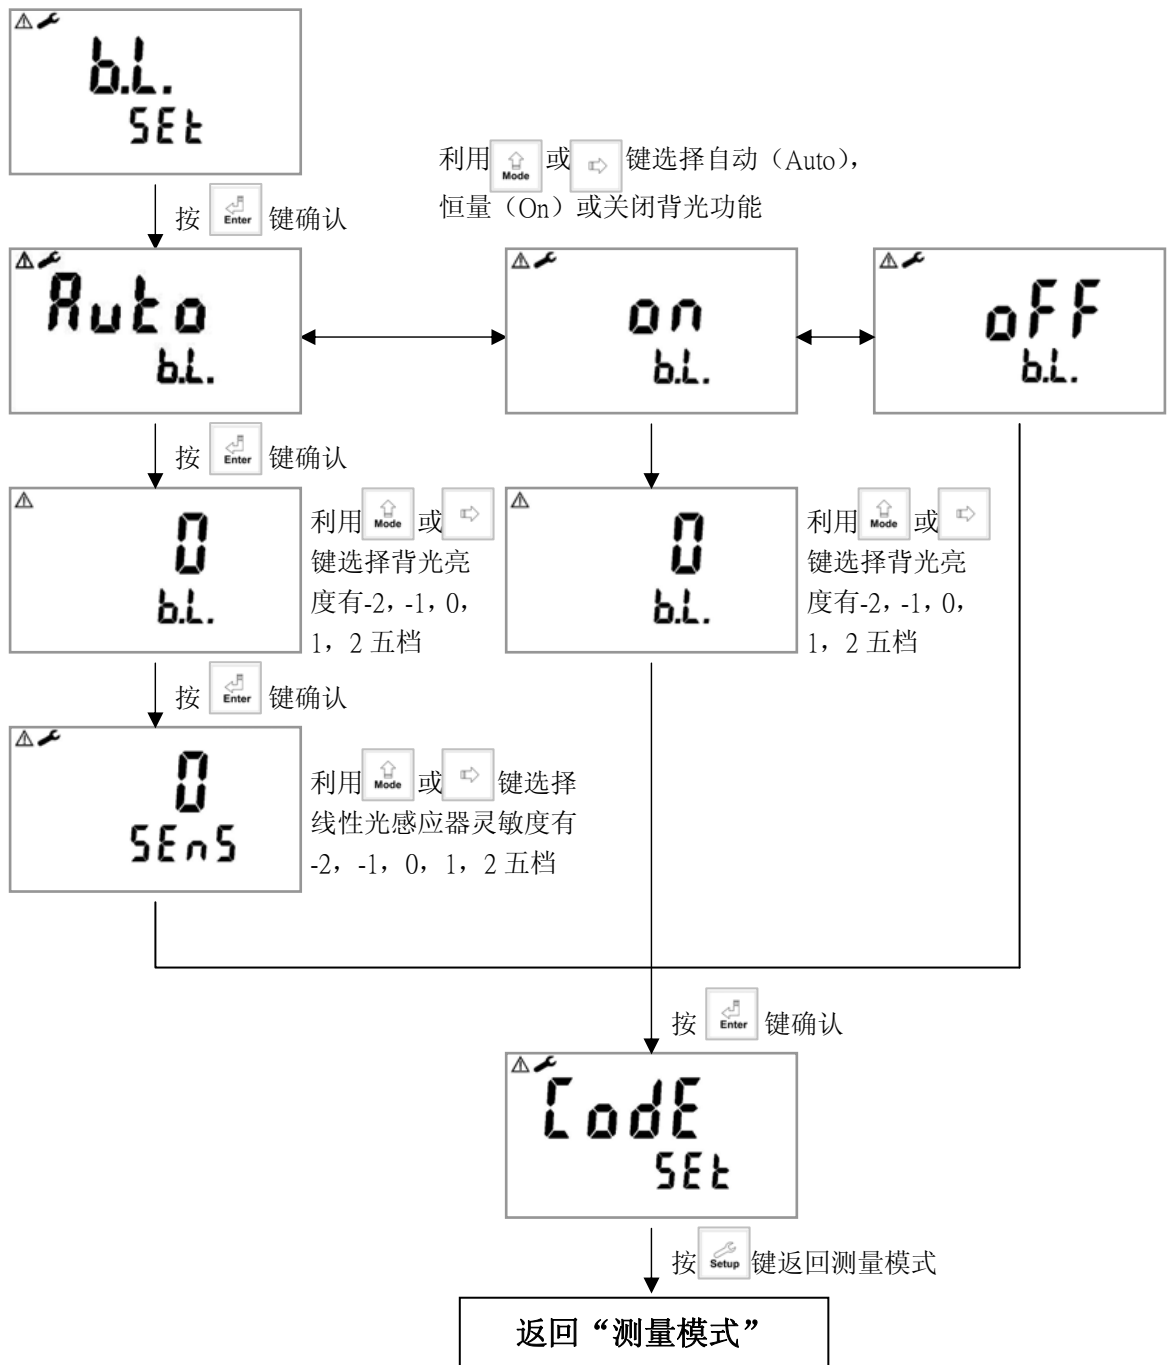 b.L.
SEt
利用 Mode 或 键选择自动（Auto），
恒量（On）或关闭背光功能
按 Enter 键确认
Auto
b.L.
on
b.L.
oFF
b.L.
按 Enter 键确认
0
b.L.
利用 Mode 或
键选择背光亮
度有-2，-1，0，
1，2 五档
0
b.L.
利用 Mode 或
键选择背光亮
度有-2，-1，0，
1，2 五档
按 Enter 键确认
0
SEnS
利用 Mode 或 键选择
线性光感应器灵敏度有
-2，-1，0，1，2 五档
按 Enter 键确认
CodE
SEt
按 Setup 键返回测量模式
返回“测量模式”